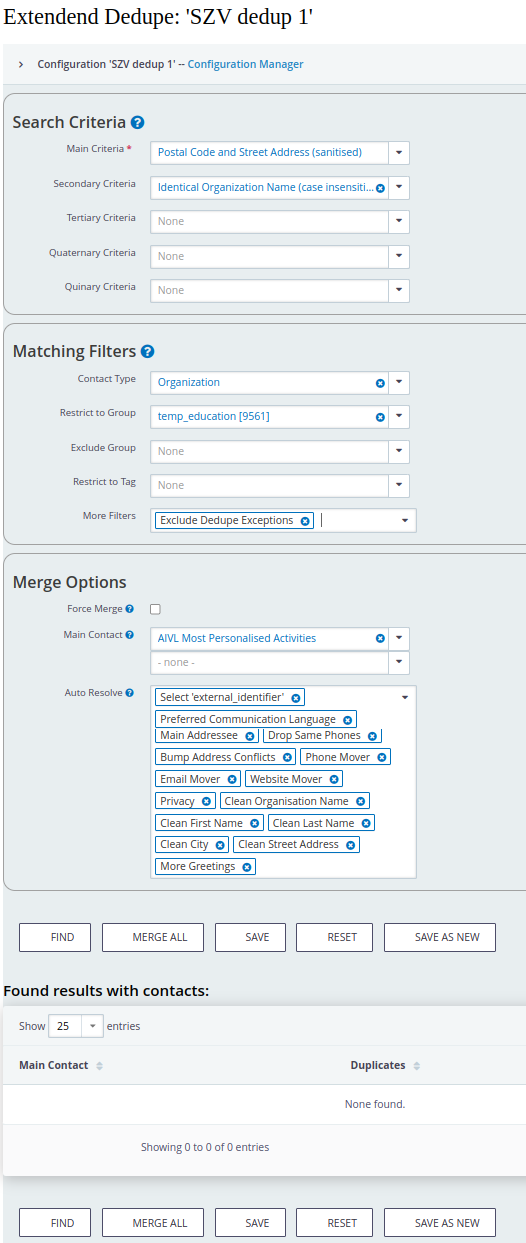 Extendend Dedupe: 'SZV dedup 1'
Configuration 'SZV dedup 1' -- Configuration Manager
Search Criteria ?
Main Criteria * Postal Code and Street Address (sanitised)
Secondary Criteria Identical Organization Name (case insensiti...
Tertiary Criteria None
Quaternary Criteria None
Quinary Criteria None
Matching Filters ?
Contact Type Organization
Restrict to Group temp_education [9561]
Exclude Group None
Restrict to Tag None
More Filters Exclude Dedupe Exceptions
Merge Options
Force Merge ?
Main Contact ? AIVL Most Personalised Activities
- none -
Auto Resolve ? Select 'external_identifier'
Preferred Communication Language
Main Addressee Drop Same Phones
Bump Address Conflicts Phone Mover
Email Mover Website Mover
Privacy Clean Organisation Name
Clean First Name Clean Last Name
Clean City Clean Street Address
More Greetings
FIND MERGE ALL SAVE RESET SAVE AS NEW
Found results with contacts:
Show 25 entries
Main Contact Duplicates
None found.
Showing 0 to 0 of 0 entries
FIND MERGE ALL SAVE RESET SAVE AS NEW